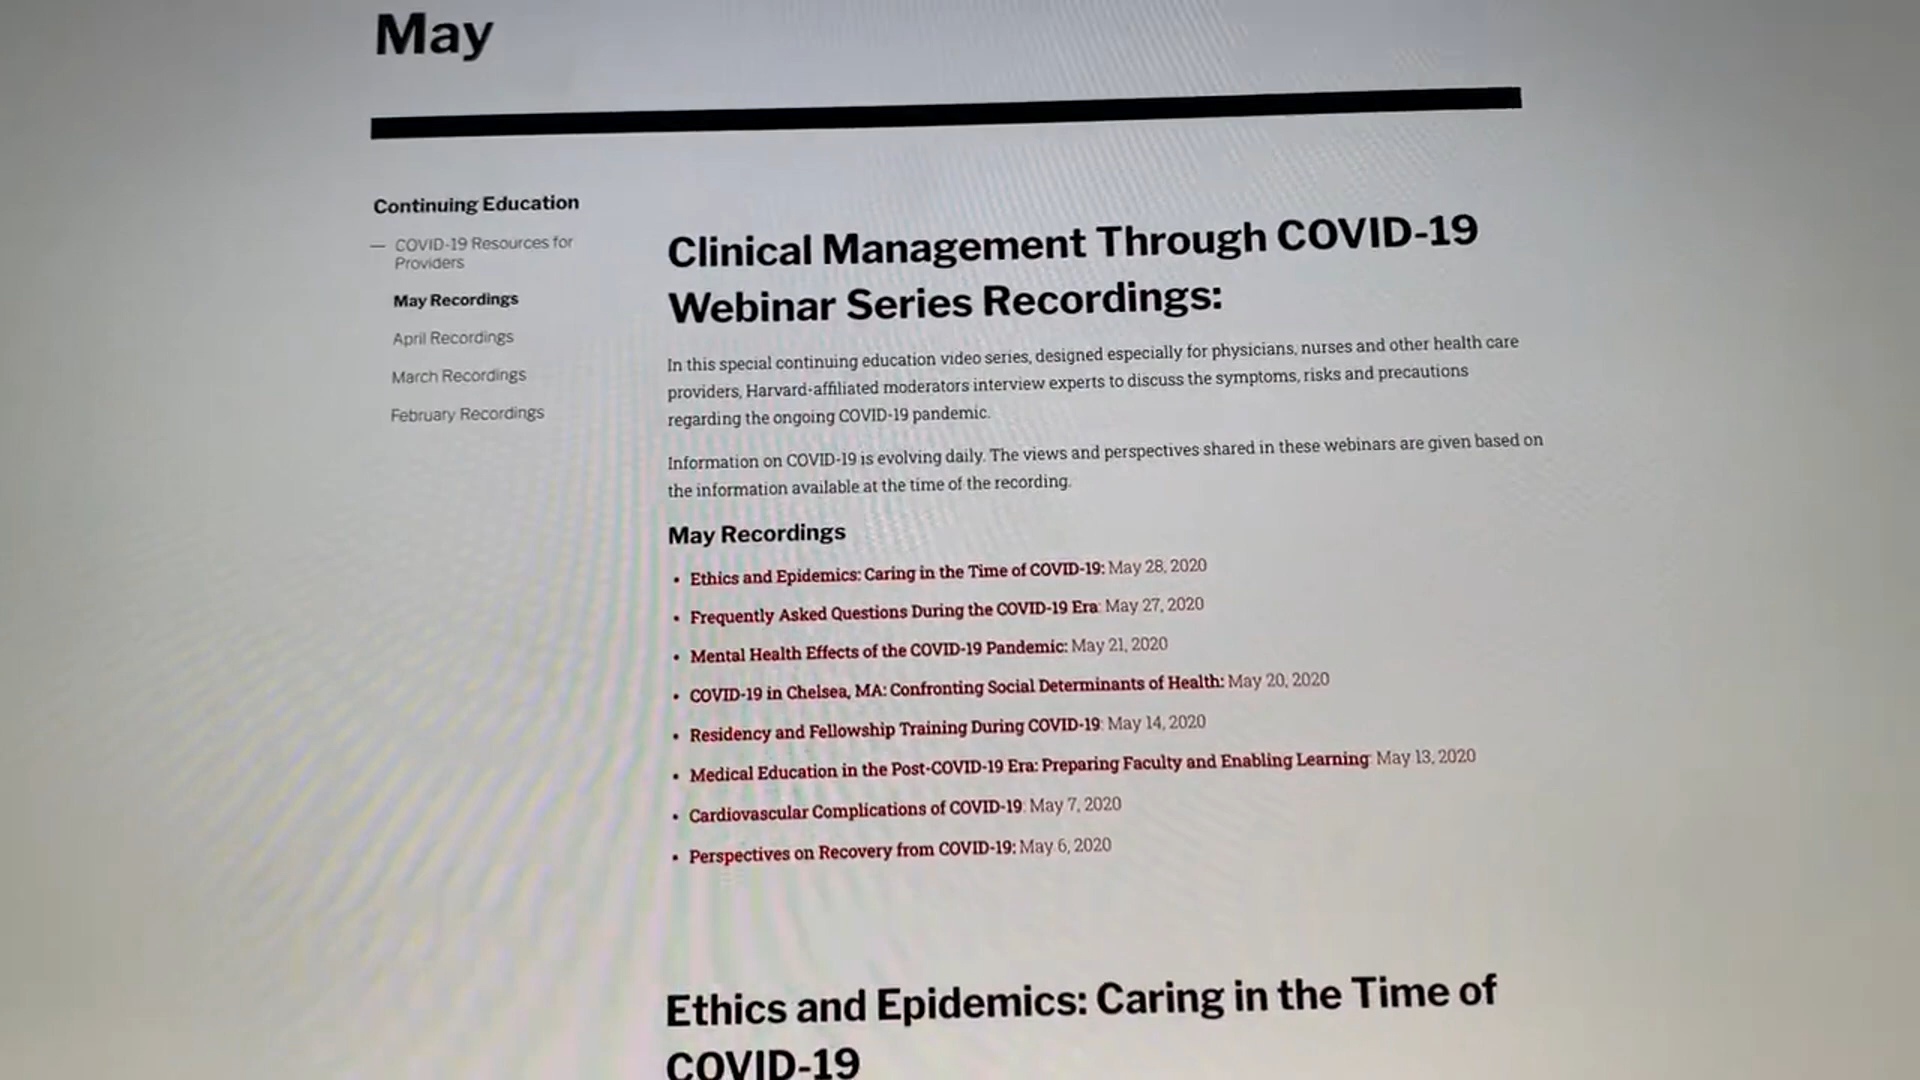 May
Continuing Education
— COVID-19 Resources for
Providers
May Recordings
April Recordings
March Recordings
February Recordings
Clinical Management Through COVID-19
Webinar Series Recordings:
In this special continuing education video series, designed especially for physicians, nurses and other health care
providers, Harvard-affiliated moderators interview experts to discuss the symptoms, risks and precautions
regarding the ongoing COVID-19 pandemic.
Information on COVID-19 is evolving daily. The views and perspectives shared in these webinars are given based on
the information available at the time of the recording.
May Recordings
• Ethics and Epidemics: Caring in the Time of COVID-19: May 28, 2020
• Frequently Asked Questions During the COVID-19 Era: May 27, 2020
• Mental Health Effects of the COVID-19 Pandemic: May 21, 2020
• COVID-19 in Chelsea, MA: Confronting Social Determinants of Health: May 20, 2020
• Residency and Fellowship Training During COVID-19: May 14, 2020
• Medical Education in the Post-COVID-19 Era: Preparing Faculty and Enabling Learning: May 13, 2020
• Cardiovascular Complications of COVID-19: May 7, 2020
• Perspectives on Recovery from COVID-19: May 6, 2020
Ethics and Epidemics: Caring in the Time of
COVID-19